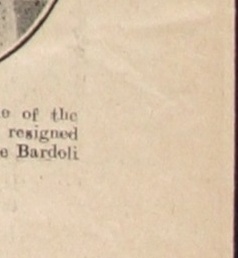 e of the
resigned
e Bardoli